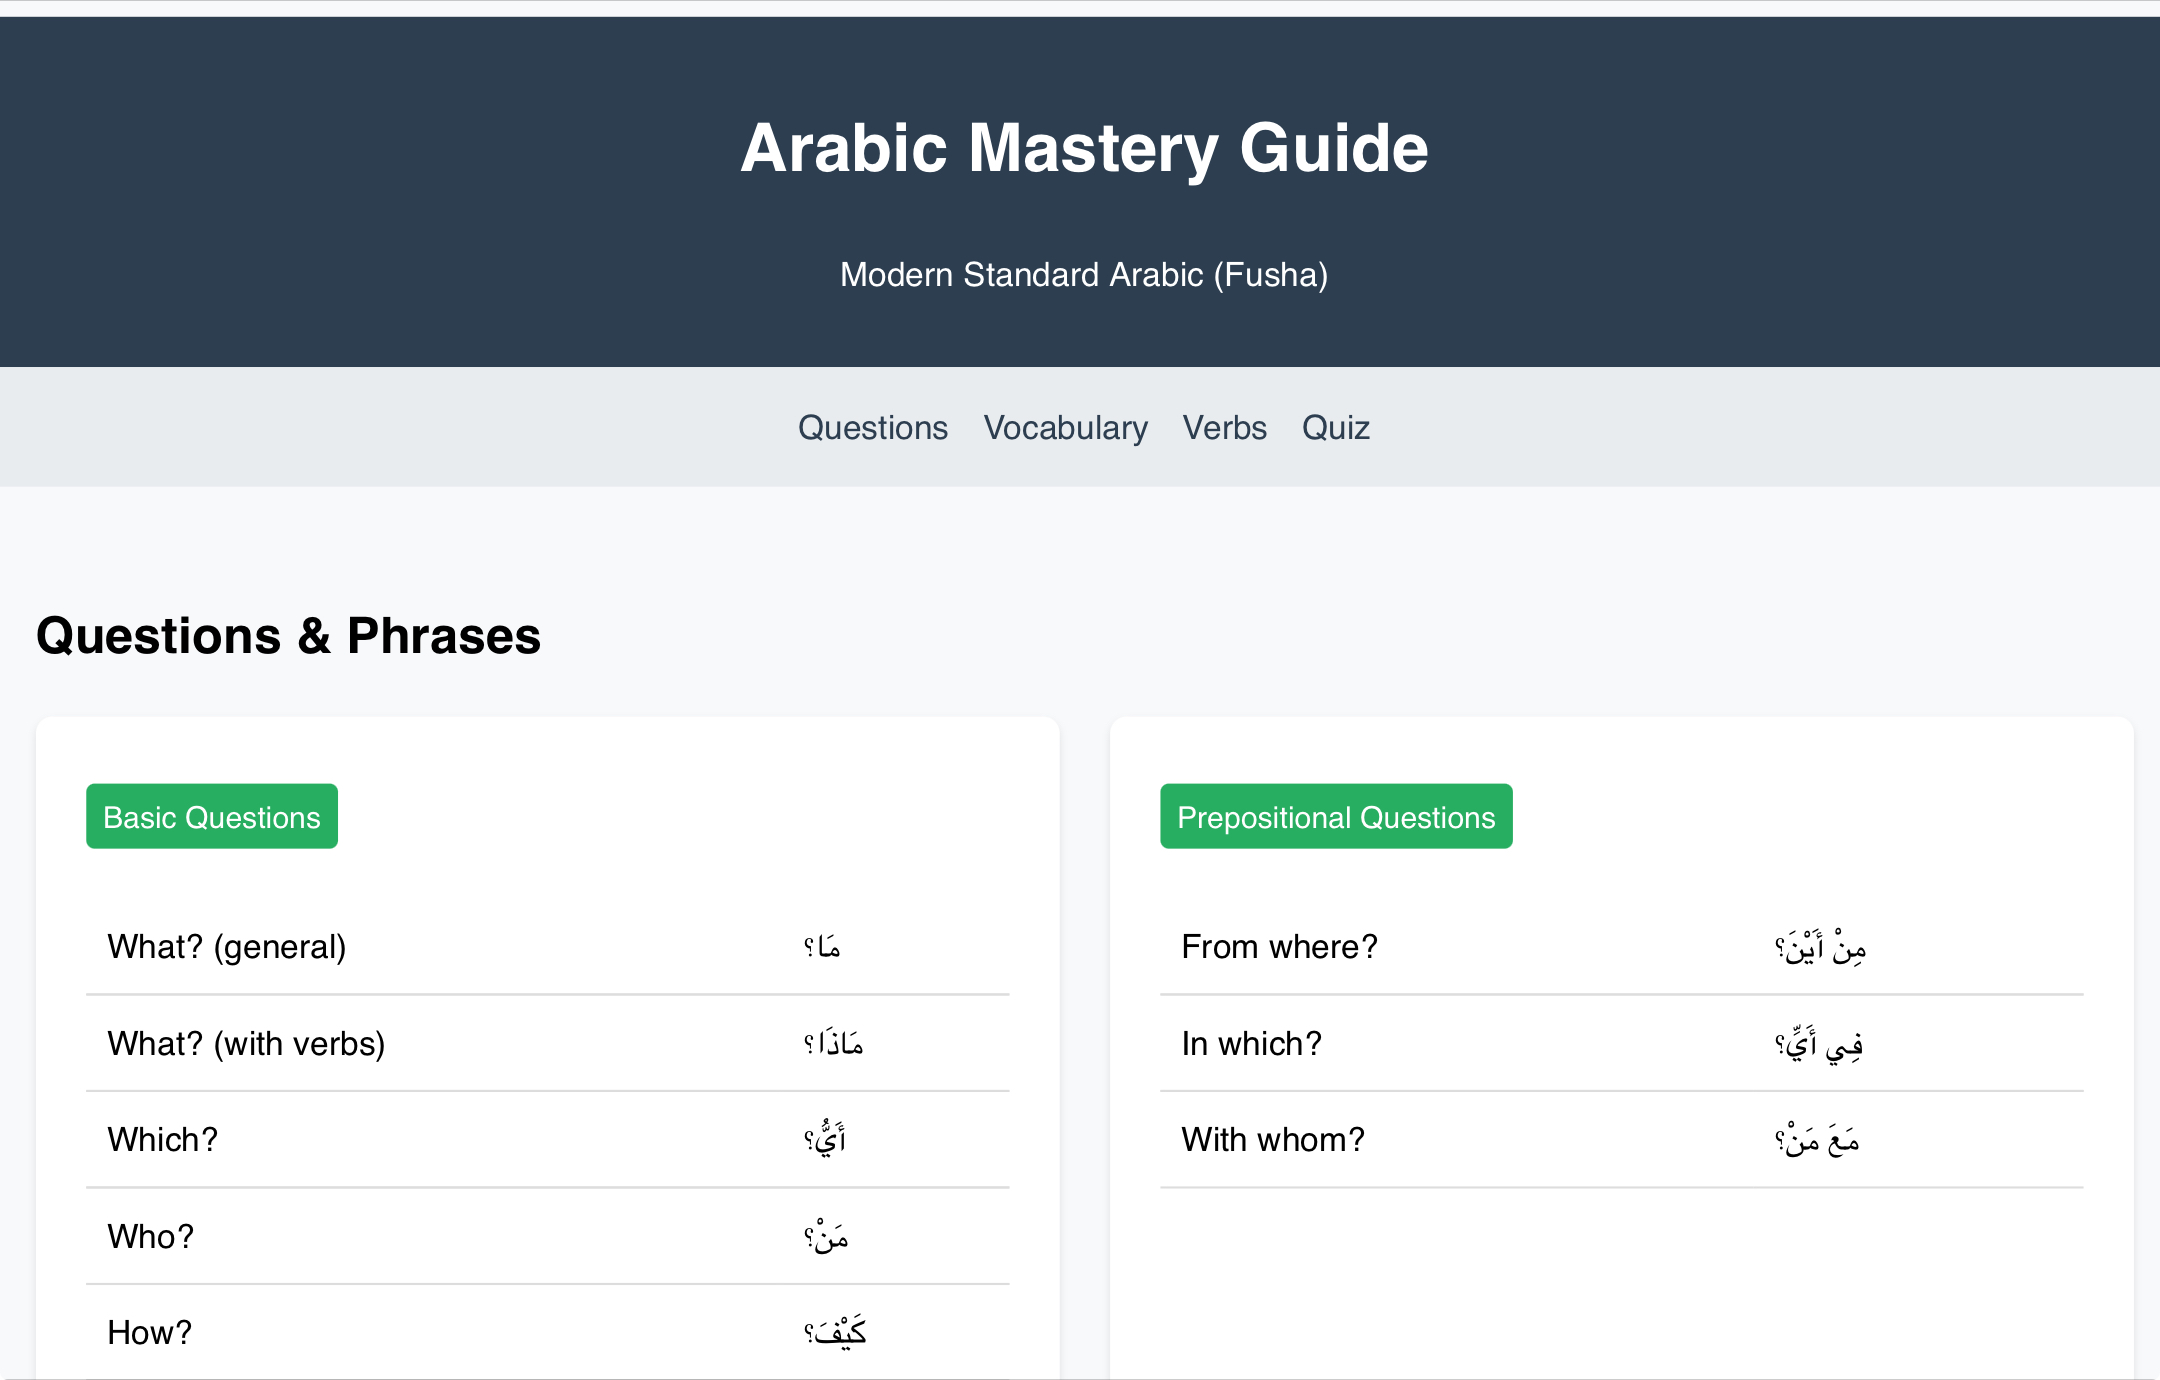 Arabic Mastery Guide
Modern Standard Arabic (Fusha)
Questions Vocabulary Verbs Quiz
Questions & Phrases
Basic Questions
What? (general) مَا؟
What? (with verbs) مَاذَا؟
Which? أَيُّ؟
Who? مَنْ؟
How? كَيْفَ؟
Prepositional Questions
From where? مِنْ أَيْنَ؟
In which? فِي أَيِّ؟
With whom? مَعَ مَنْ؟